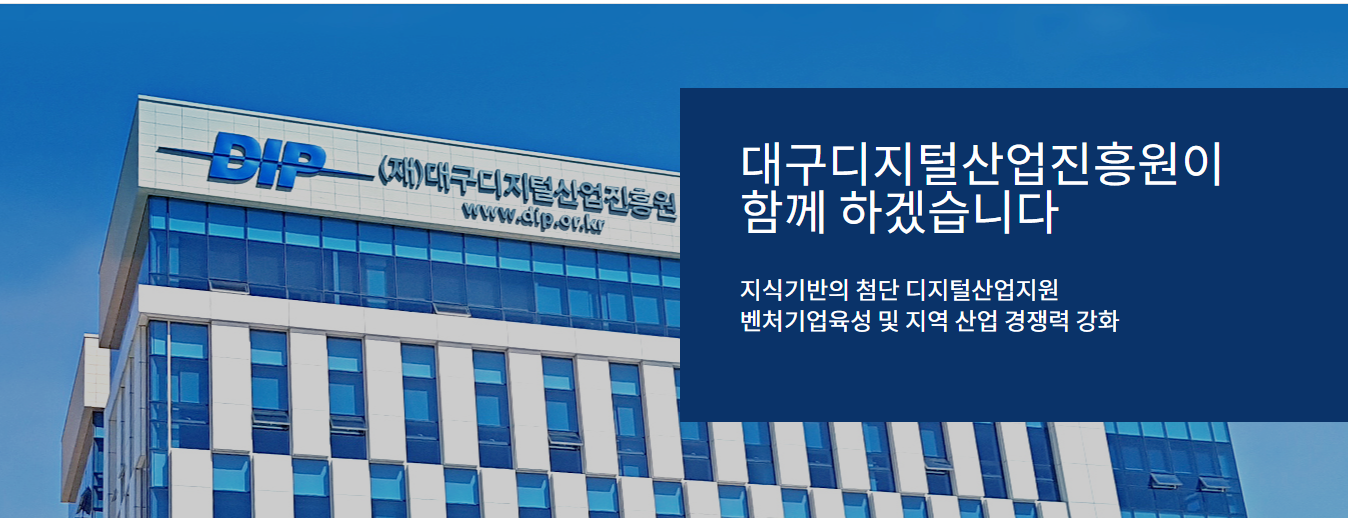 DIP (재)대구디지털산업진흥원
www.dip.or.kr
대구디지털산업진흥원이
함께 하겠습니다
지식기반의 첨단 디지털산업지원
벤처기업육성 및 지역 산업 경쟁력 강화